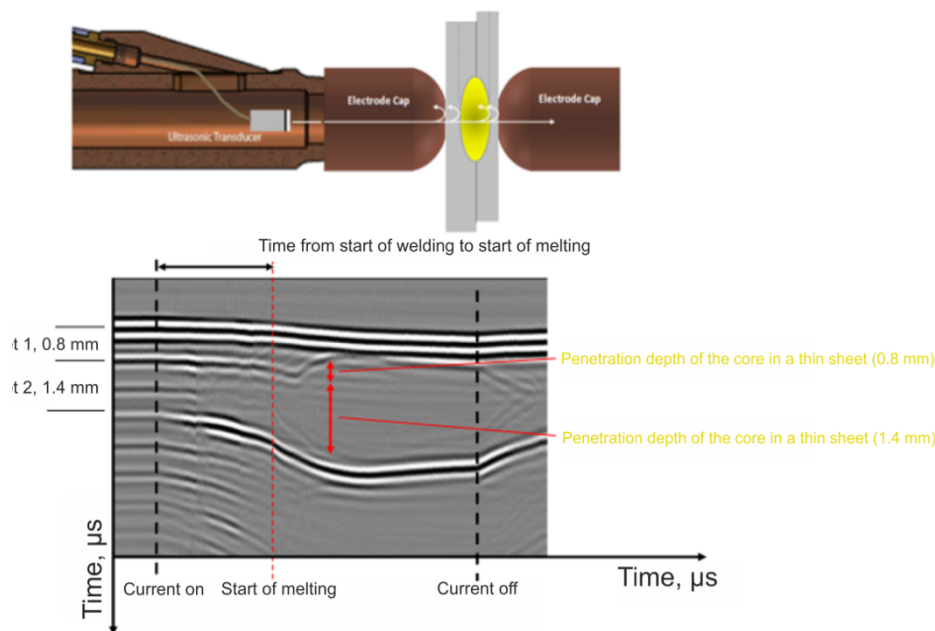 Electrode Cap
Electrode Cap
Ultrasonic Transducer
Time from start of welding to start of melting
t 1, 0.8 mm
Penetration depth of the core in a thin sheet (0.8 mm)
t 2, 1.4 mm
Penetration depth of the core in a thin sheet (1.4 mm)
Time, μs
Current on
Start of melting
Current off
Time, μs